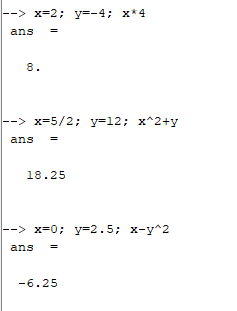 --> x=2; y=-4; x*4
ans  =
8.
--> x=5/2; y=12; x^2+y
ans  =
18.25
--> x=0; y=2.5; x-y^2
ans  =
-6.25